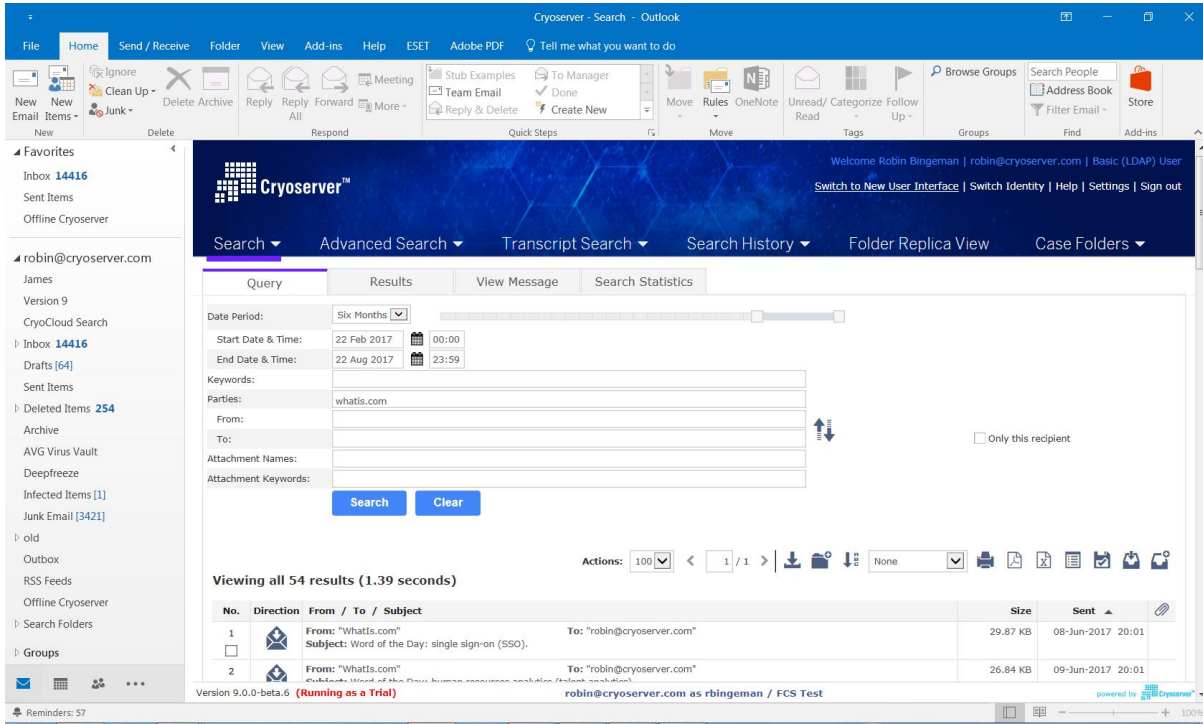 Cryoserver - Search - Outlook
File Home Send / Receive Folder View Add-ins Help ESET Adobe PDF Tell me what you want to do
New Email
New Items
Ignore
Clean Up
Junk
Delete
Archive
Reply
Reply All
Forward
Meeting
More
Stub Examples
Team Email
Reply & Delete
To Manager
Done
Create New
Move
Rules
OneNote
Unread/ Read
Categorize
Follow Up
Browse Groups
Search People
Address Book
Filter Email
Store
New Delete Respond Quick Steps Move Tags Groups Find Add-ins
Favorites
Inbox 14416
Sent Items
Offline Cryoserver
robin@cryoserver.com
James
Version 9
CryoCloud Search
Inbox 14416
Drafts [64]
Sent Items
Deleted Items 254
Archive
AVG Virus Vault
Deepfreeze
Infected Items [1]
Junk Email [3421]
old
Outbox
RSS Feeds
Offline Cryoserver
Search Folders
Groups
Reminders: 57
Cryoserver™
Welcome Robin Bingeman | robin@cryoserver.com | Basic (LDAP) User
Switch to New User Interface | Switch Identity | Help | Settings | Sign out
Search Advanced Search Transcript Search Search History Folder Replica View Case Folders
Query Results View Message Search Statistics
Date Period: Six Months
Start Date & Time: 22 Feb 2017 00:00
End Date & Time: 22 Aug 2017 23:59
Keywords:
Parties: whatis.com
From:
To: Only this recipient
Attachment Names:
Attachment Keywords:
Search Clear
Actions: 100 1 / 1 None
Viewing all 54 results (1.39 seconds)
No. Direction From / To / Subject Size Sent
1 From: "WhatIs.com" To: "robin@cryoserver.com" 29.87 KB 08-Jun-2017 20:01
Subject: Word of the Day: single sign-on (SSO).
2 From: "WhatIs.com" To: "robin@cryoserver.com" 26.84 KB 09-Jun-2017 20:01
Subject: Word of the Day: human resources analytics (talent analytics)
Version 9.0.0-beta.6 (Running as a Trial) robin@cryoserver.com as rbingeman / FCS Test powered by Cryoserver
100%